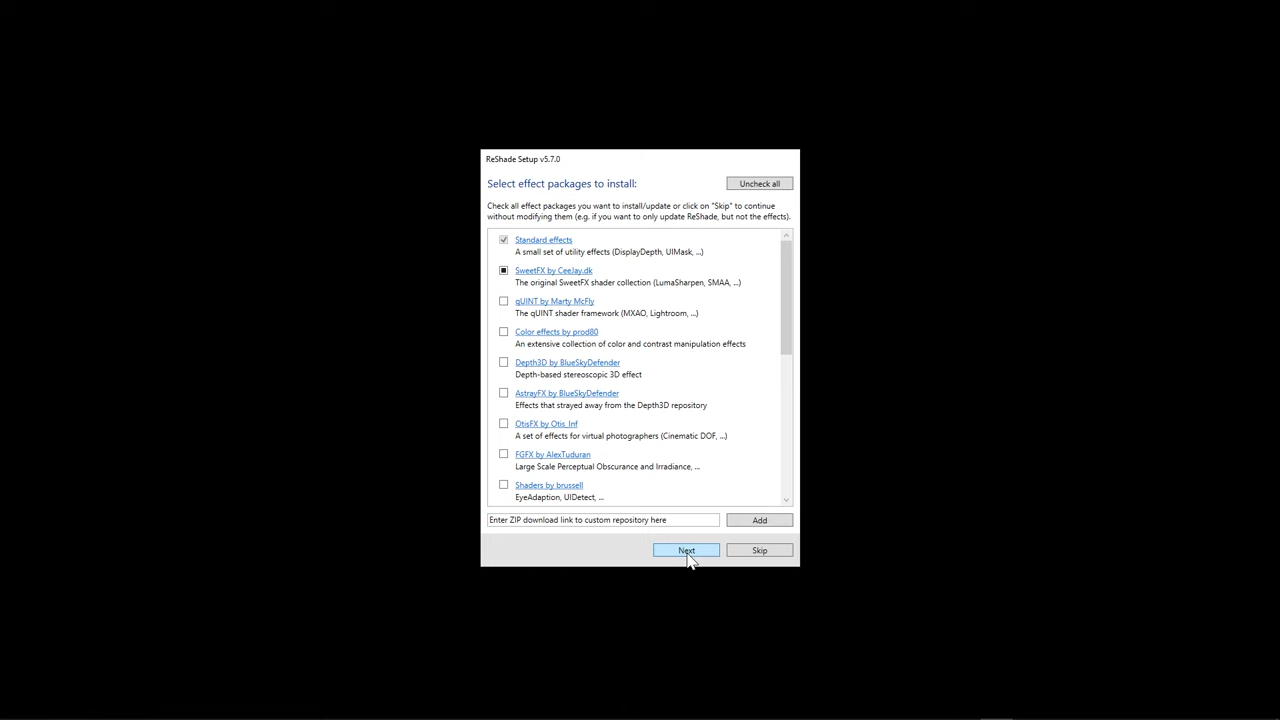 ReShade Setup v5.7.0
Select effect packages to install:
Uncheck all
Check all effect packages you want to install/update or click on "Skip" to continue
without modifying them (e.g. if you want to only update ReShade, but not the effects).
Standard effects
A small set of utility effects (DisplayDepth, UIMask, ...)
SweetFX by CeeJay.dk
The original SweetFX shader collection (LumaSharpen, SMAA, ...)
qUINT by Marty McFly
The qUINT shader framework (MXAO, Lightroom, ...)
Color effects by prod80
An extensive collection of color and contrast manipulation effects
Depth3D by BlueSkyDefender
Depth-based stereoscopic 3D effect
AstrayFX by BlueSkyDefender
Effects that strayed away from the Depth3D repository
OtisFX by Otis_Inf
A set of effects for virtual photographers (Cinematic DOF, ...)
FGFX by AlexTuduran
Large Scale Perceptual Obscurance and Irradiance, ...
Shaders by brussell
EyeAdaption, UIDetect, ...
Enter ZIP download link to custom repository here
Add
Next
Skip